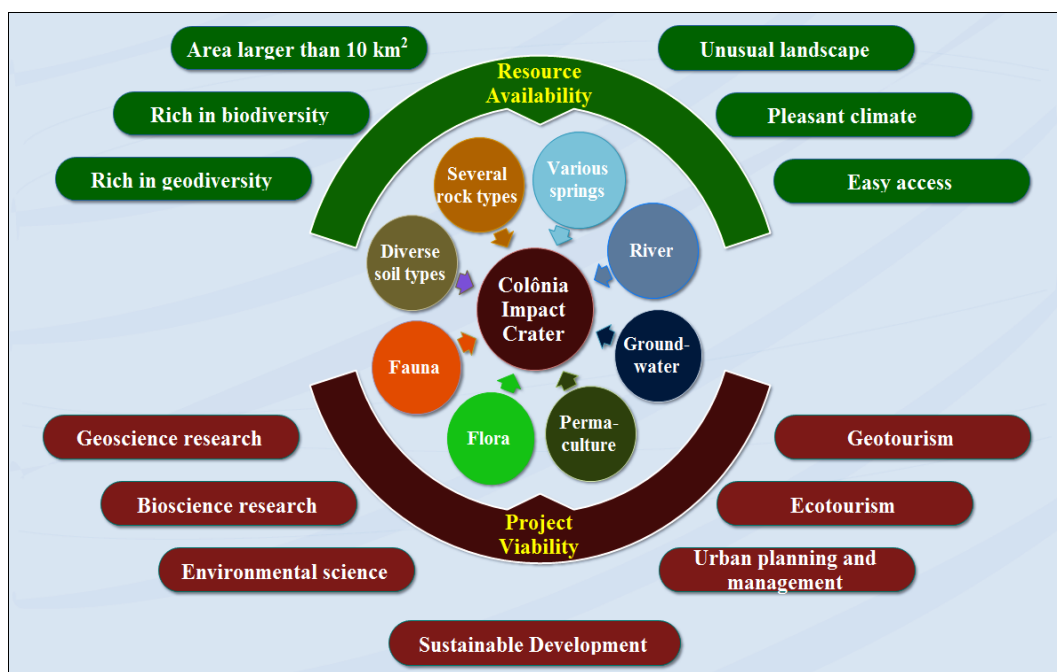 Area larger than 10 km²
Unusual landscape
Resource
Availability
Rich in biodiversity
Pleasant climate
Rich in geodiversity
Easy access
Several
rock types
Various
springs
Diverse
soil types
River
Colônia
Impact
Crater
Fauna
Ground-
water
Flora
Perma-
culture
Geoscience research
Geotourism
Bioscience research
Ecotourism
Project
Viability
Environmental science
Urban planning and
management
Sustainable Development